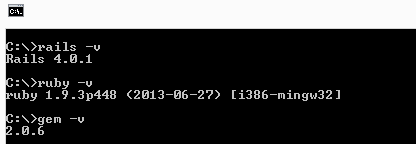 C:\>rails -v
Rails 4.0.1
C:\>ruby -v
ruby 1.9.3p448 (2013-06-27) [i386-mingw32]
C:\>gem -v
2.0.6